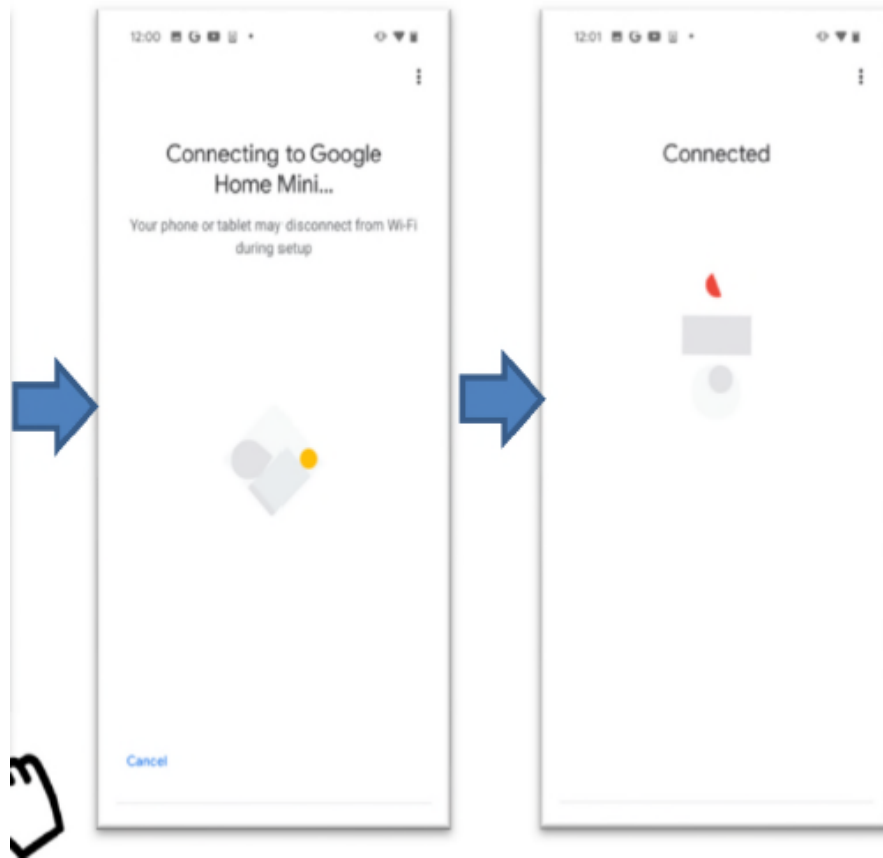 12:00
Connecting to Google
Home Mini...
Your phone or tablet may disconnect from Wi-Fi
during setup
Cancel
12:01
Connected